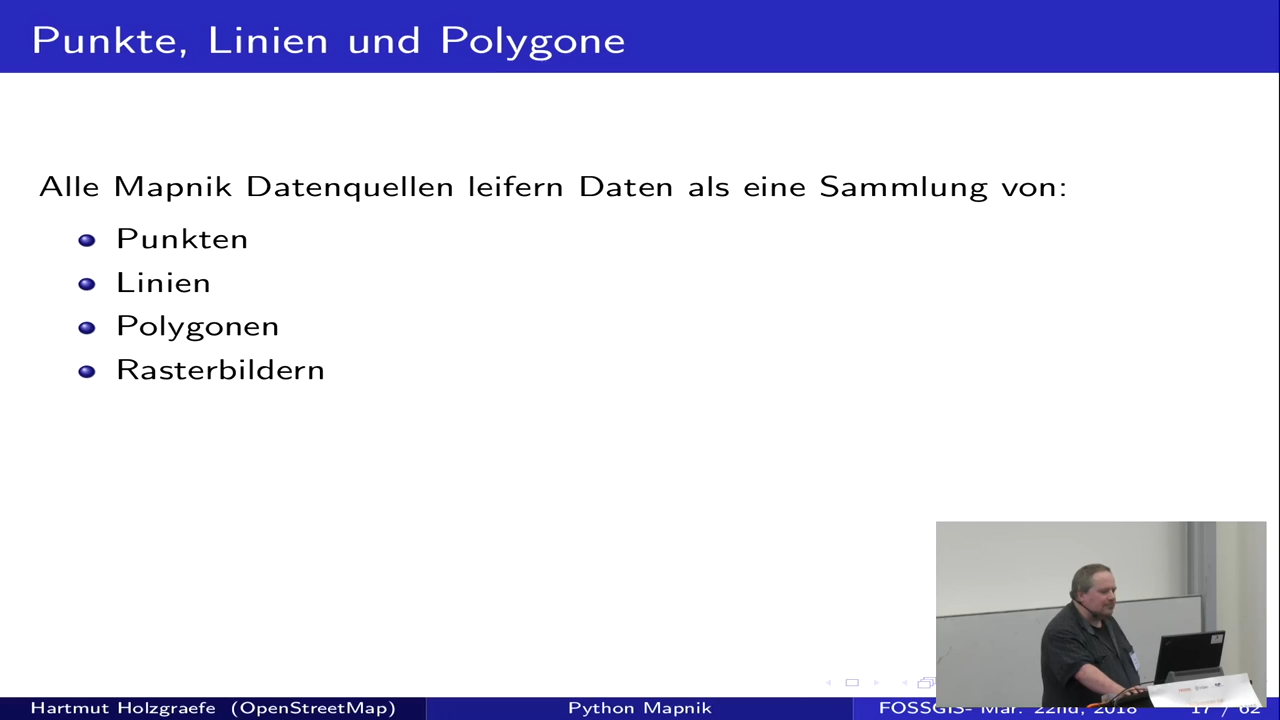 Punkte, Linien und Polygone
Alle Mapnik Datenquellen leifern Daten als eine Sammlung von:
Punkten
Linien
Polygonen
Rasterbildern
Hartmut Holzgraefe (OpenStreetMap)
Python Mapnik
FOSSGIS- Mar. 22nd, 2018
17 / 62